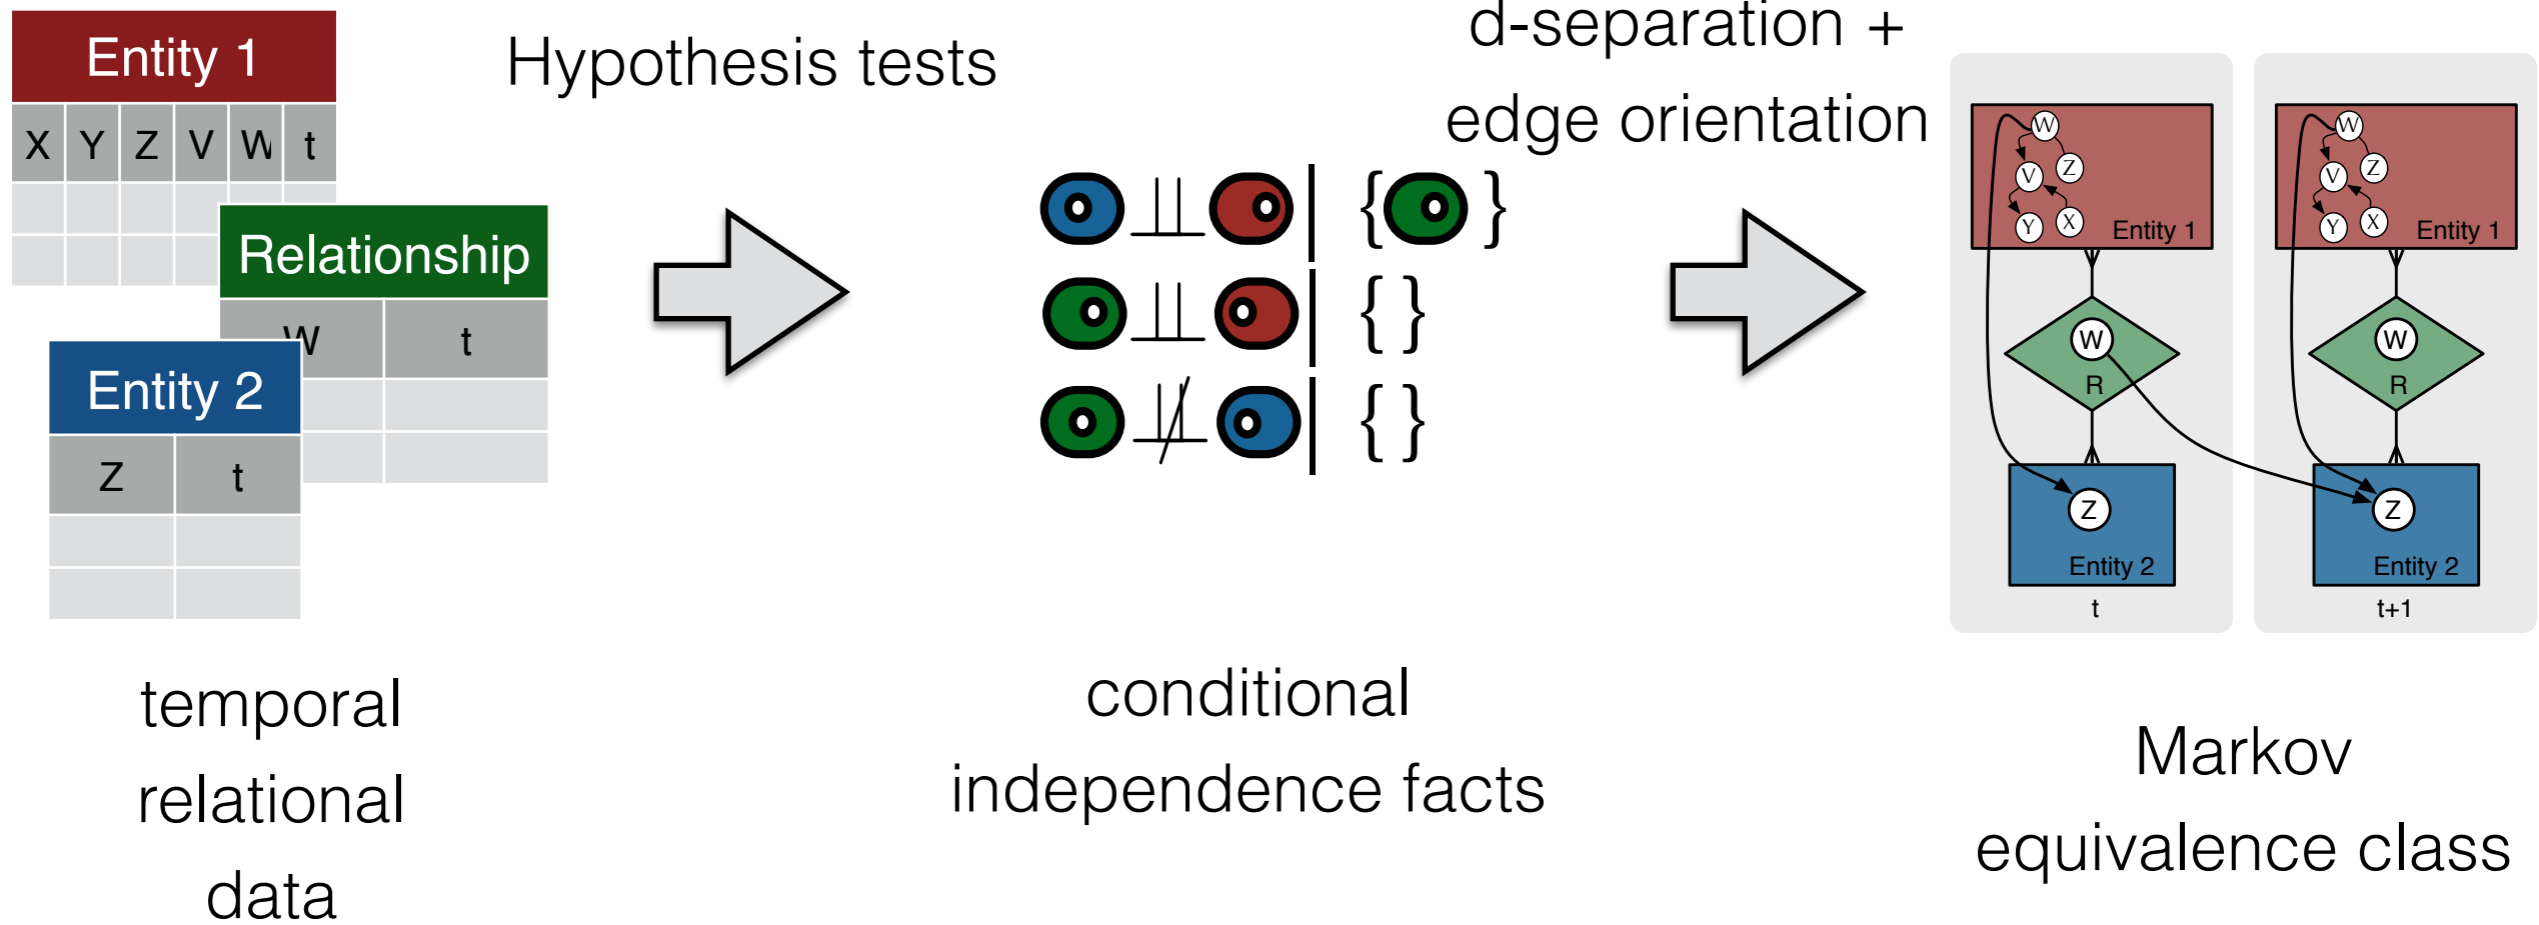 Entity 1
X Y Z V W t
Relationship
W t
Entity 2
Z t
temporal
relational
data
Hypothesis tests
{ }
{ }
{ }
conditional
independence facts
d-separation +
edge orientation
W
Z
V
X
Y
Entity 1
W
R
Z
Entity 2
t
W
Z
V
X
Y
Entity 1
W
R
Z
Entity 2
t+1
Markov
equivalence class